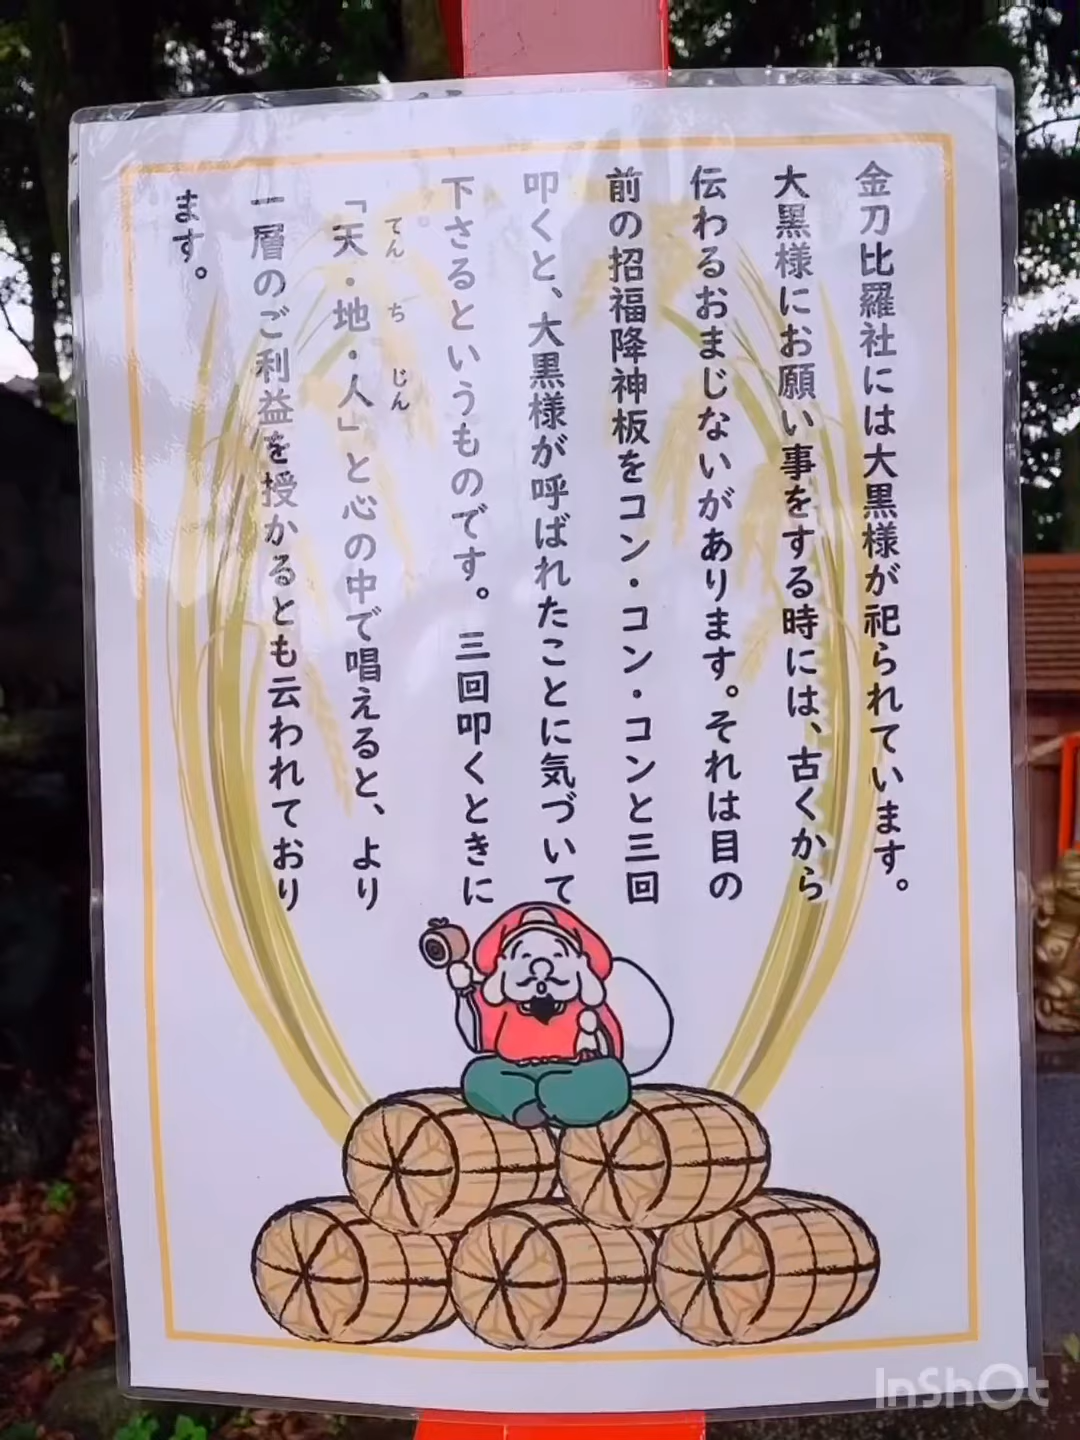 金刀比羅社には大黒様が祀られています。
大黒様にお願い事をする時には、古くから
伝わるおまじないがあります。それは目の
前の招福降神板をコン・コン・コンと三回
叩くと、大黒様が呼ばれたことに気づいて
下さるというものです。三回叩くときに
「天・地・人」と心の中で唱えると、より
てん ち じん
一層のご利益を授かるとも云われており
ます。
InShOt